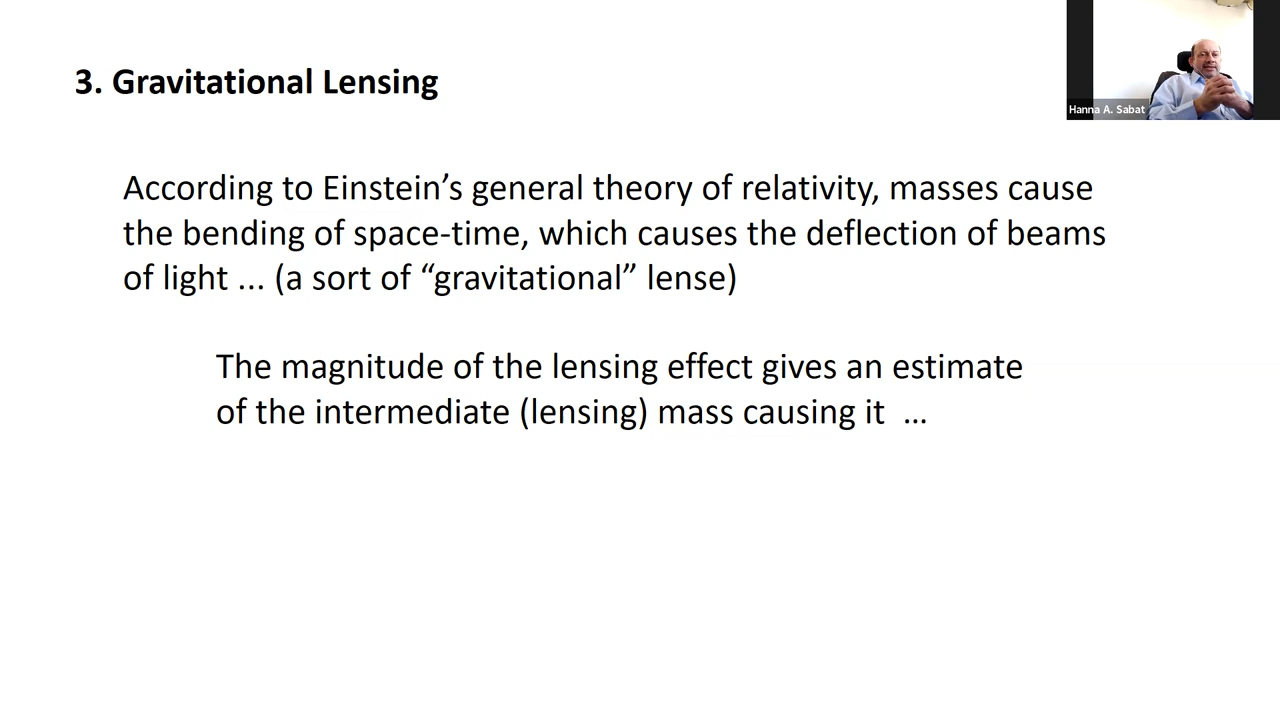 3. Gravitational Lensing
Hanna A. Sabat
According to Einstein’s general theory of relativity, masses cause
the bending of space-time, which causes the deflection of beams
of light ... (a sort of “gravitational” lense)
The magnitude of the lensing effect gives an estimate
of the intermediate (lensing) mass causing it ...